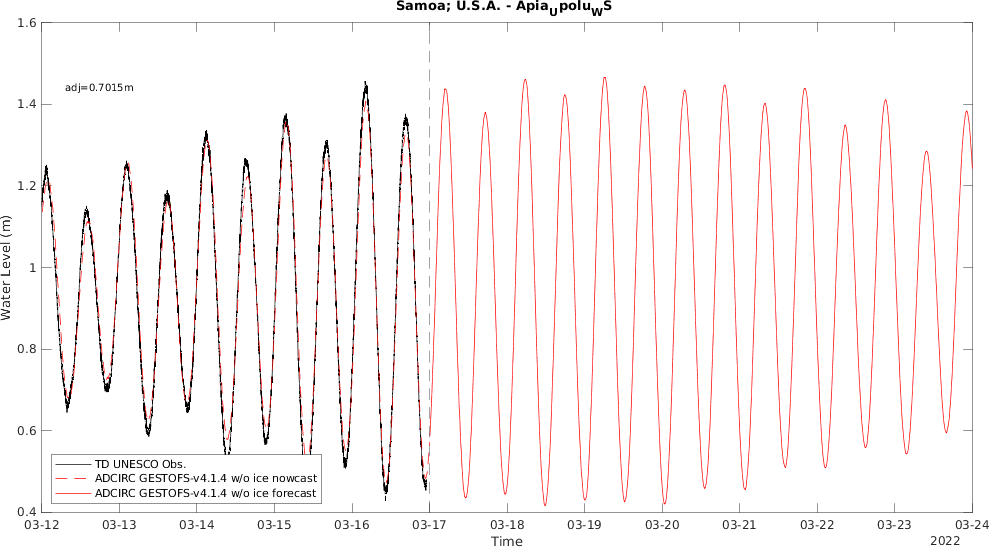 Samoa; U.S.A. - ApiaUpoluWS
adj=0.7015m
1.6
1.4
1.2
1
0.8
0.6
0.4
Water Level (m)
TD UNESCO Obs.
ADCIRC GESTOFS-v4.1.4 w/o ice nowcast
ADCIRC GESTOFS-v4.1.4 w/o ice forecast
03-12 03-13 03-14 03-15 03-16 03-17 03-18 03-19 03-20 03-21 03-22 03-23 03-24
Time
2022